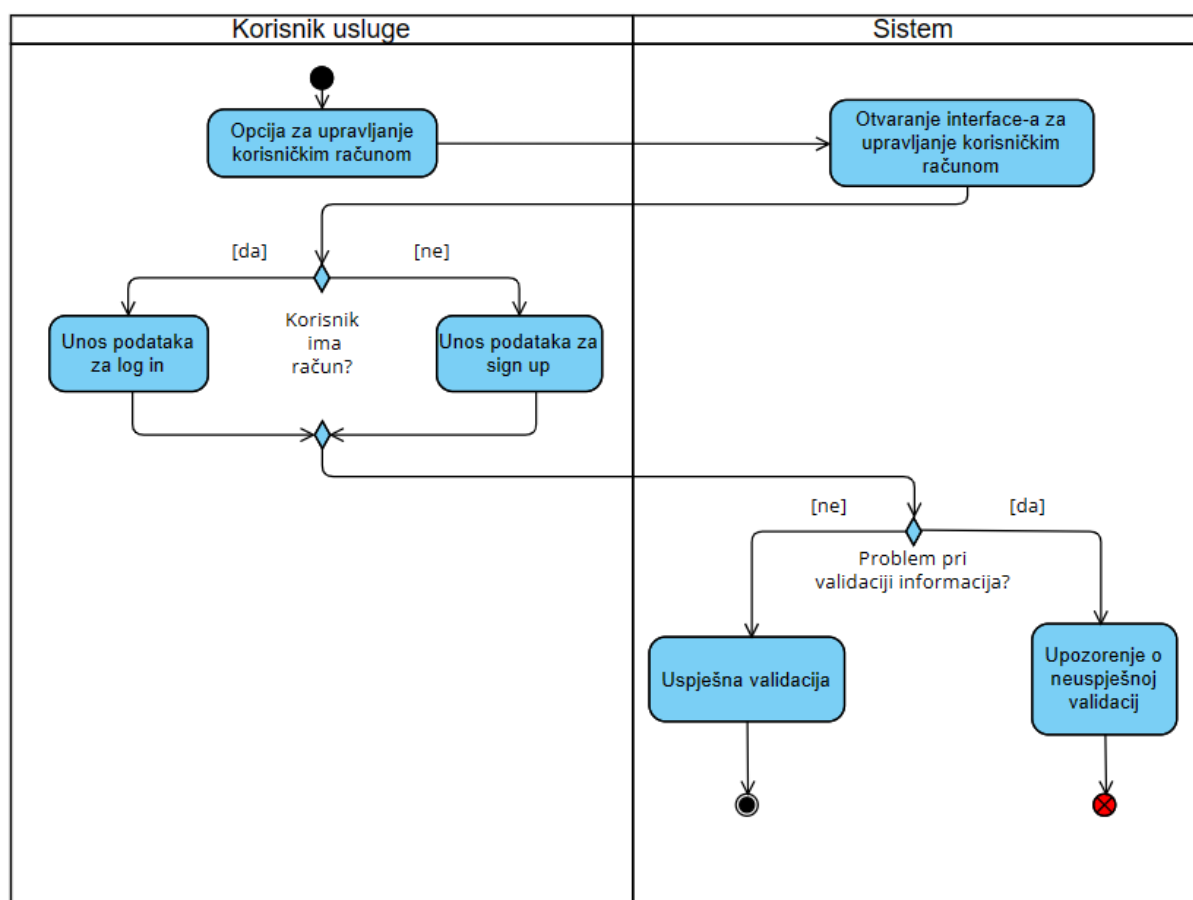 Korisnik usluge
Sistem
Opcija za upravljanje
korisničkim računom
Otvaranje interface-a za
upravljanje korisničkim
računom
[da]
[ne]
Korisnik
ima
račun?
Unos podataka
za log in
Unos podataka za
sign up
[ne]
[da]
Problem pri
validaciji informacija?
Uspješna validacija
Upozorenje o
neuspješnoj
validacij